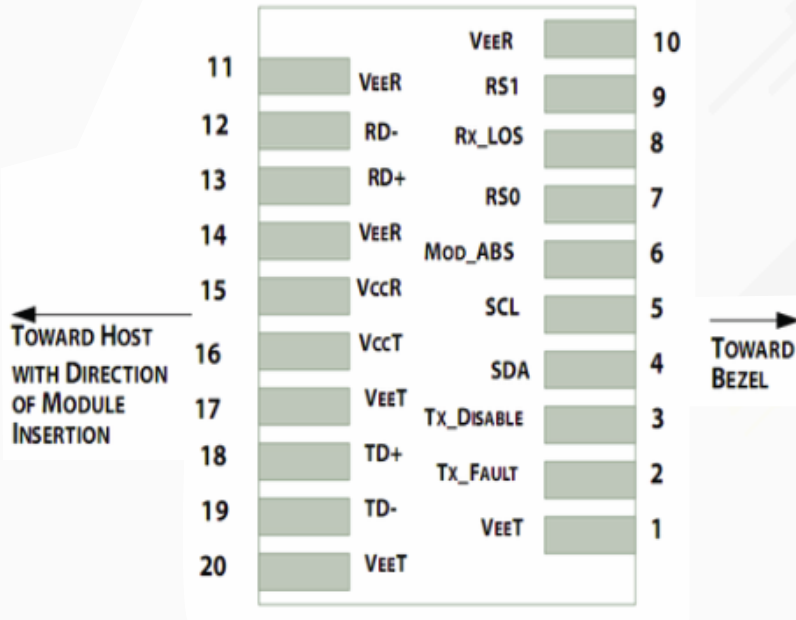 11 VEER
12 RD-
13 RD+
14 VEER
15 VCCR
16 VCCT
17 VEET
18 TD+
19 TD-
20 VEET
VEER 10
RS1 9
RX_LOS 8
RS0 7
MOD_ABS 6
SCL 5
SDA 4
TX_DISABLE 3
TX_FAULT 2
VEET 1
TOWARD HOST
WITH DIRECTION
OF MODULE
INSERTION
TOWARD
BEZEL